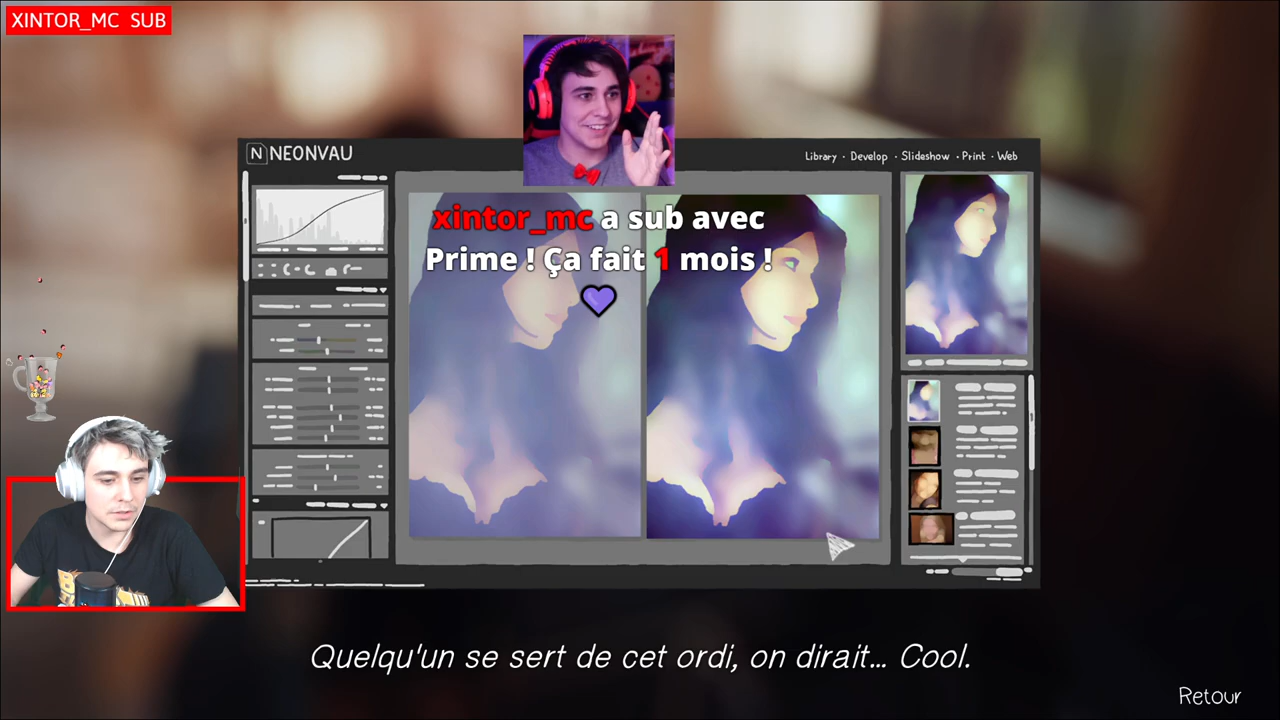 XINTOR_MC SUB
NEONVAU
Library · Develop · Slideshow · Print · Web
xintor_mc a sub avec
Prime ! Ça fait 1 mois !
Quelqu'un se sert de cet ordi, on dirait... Cool.
Retour